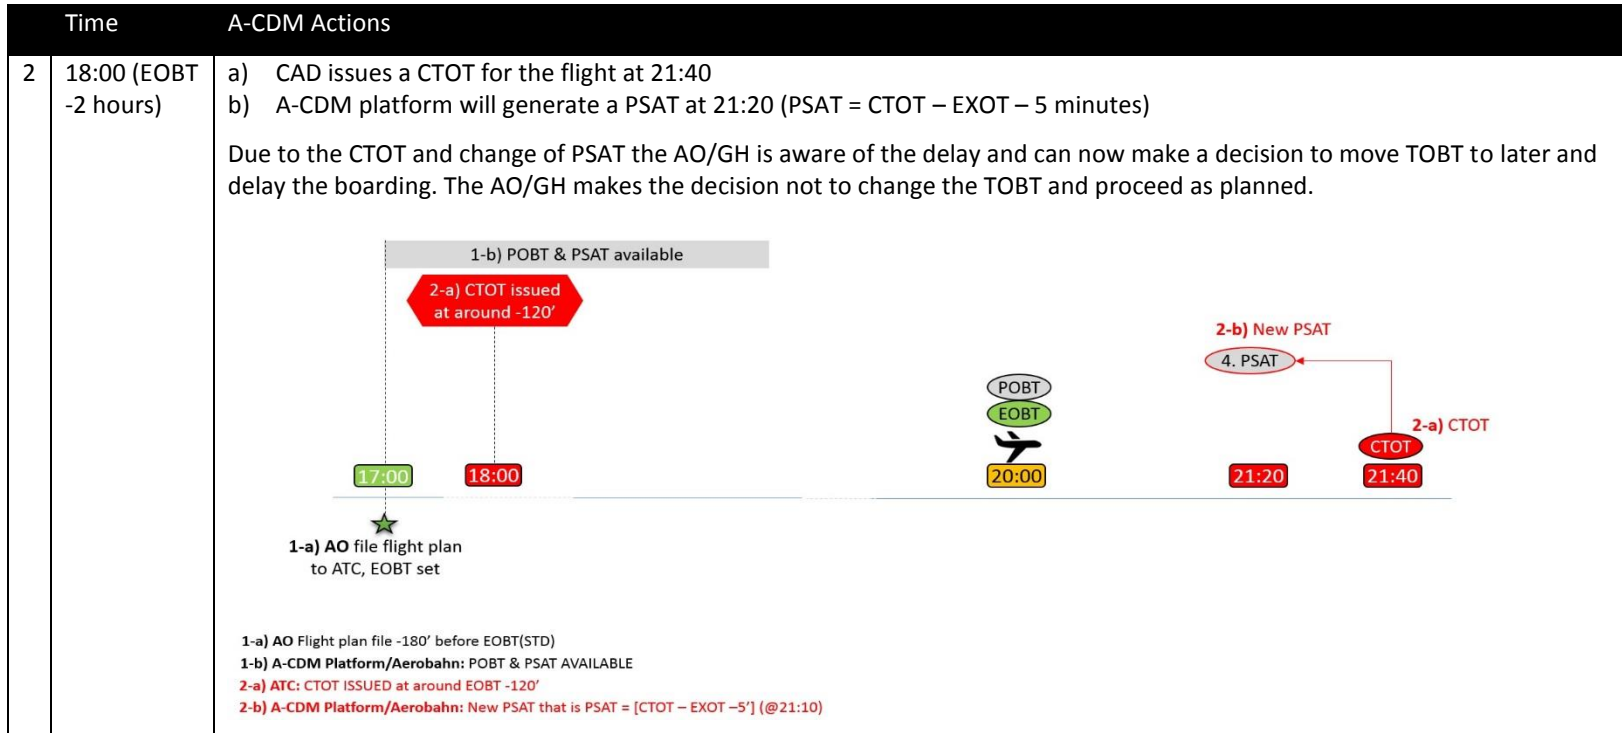 Time A-CDM Actions
2 18:00 (EOBT -2 hours)
a) CAD issues a CTOT for the flight at 21:40
b) A-CDM platform will generate a PSAT at 21:20 (PSAT = CTOT – EXOT – 5 minutes)
Due to the CTOT and change of PSAT the AO/GH is aware of the delay and can now make a decision to move TOBT to later and
delay the boarding. The AO/GH makes the decision not to change the TOBT and proceed as planned.
1-b) POBT & PSAT available
2-a) CTOT issued
at around -120’
2-b) New PSAT
4. PSAT
POBT
EOBT
2-a) CTOT
CTOT
17:00 18:00 20:00 21:20 21:40
1-a) AO file flight plan
to ATC, EOBT set
1-a) AO Flight plan file -180’ before EOBT(STD)
1-b) A-CDM Platform/Aerobahn: POBT & PSAT AVAILABLE
2-a) ATC: CTOT ISSUED at around EOBT -120’
2-b) A-CDM Platform/Aerobahn: New PSAT that is PSAT = [CTOT – EXOT –5’] (@21:10)